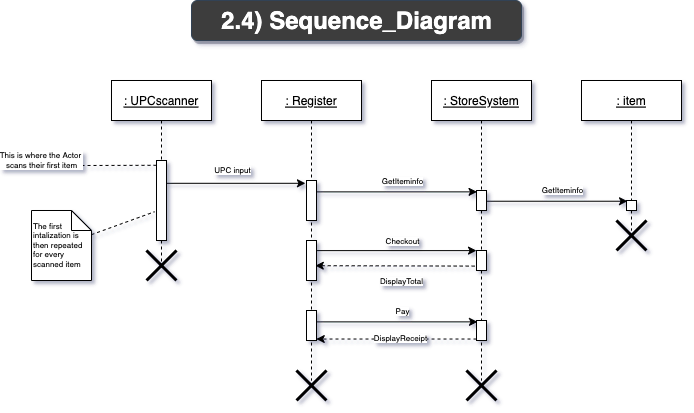 2.4) Sequence_Diagram
: UPCscanner
: Register
: StoreSystem
: item
This is where the Actor
scans their first item
UPC input
GetIteminfo
GetIteminfo
The first
intalization is
then repeated
for every
scanned item
Checkout
DisplayTotal
Pay
DisplayReceipt